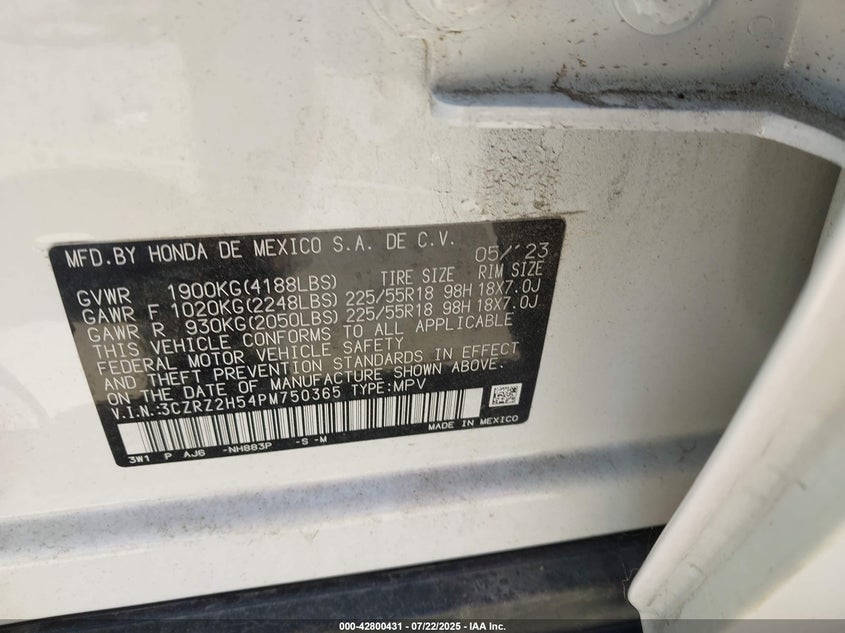 MFD.BY HONDA DE MEXICO S.A. DE C.V. 05/'23
TIRE SIZE RIM SIZE
GVWR 1900KG(4188LBS)
GAWR F 1020KG(2248LBS) 225/55R18 98H 18X7.0J
GAWR R 930KG(2050LBS) 225/55R18 98H 18X7.0J
THIS VEHICLE CONFORMS TO ALL APPLICABLE
FEDERAL MOTOR VEHICLE SAFETY
AND THEFT PREVENTION STANDARDS IN EFFECT
ON THE DATE OF MANUFACTURE SHOWN ABOVE.
V.I.N.:3CZRZ2H54PM750365 TYPE:MPV
MADE IN MEXICO
3W1 P AJ6 -NH883P -S -M
000-42800431 - 07/22/2025 - IAA Inc.